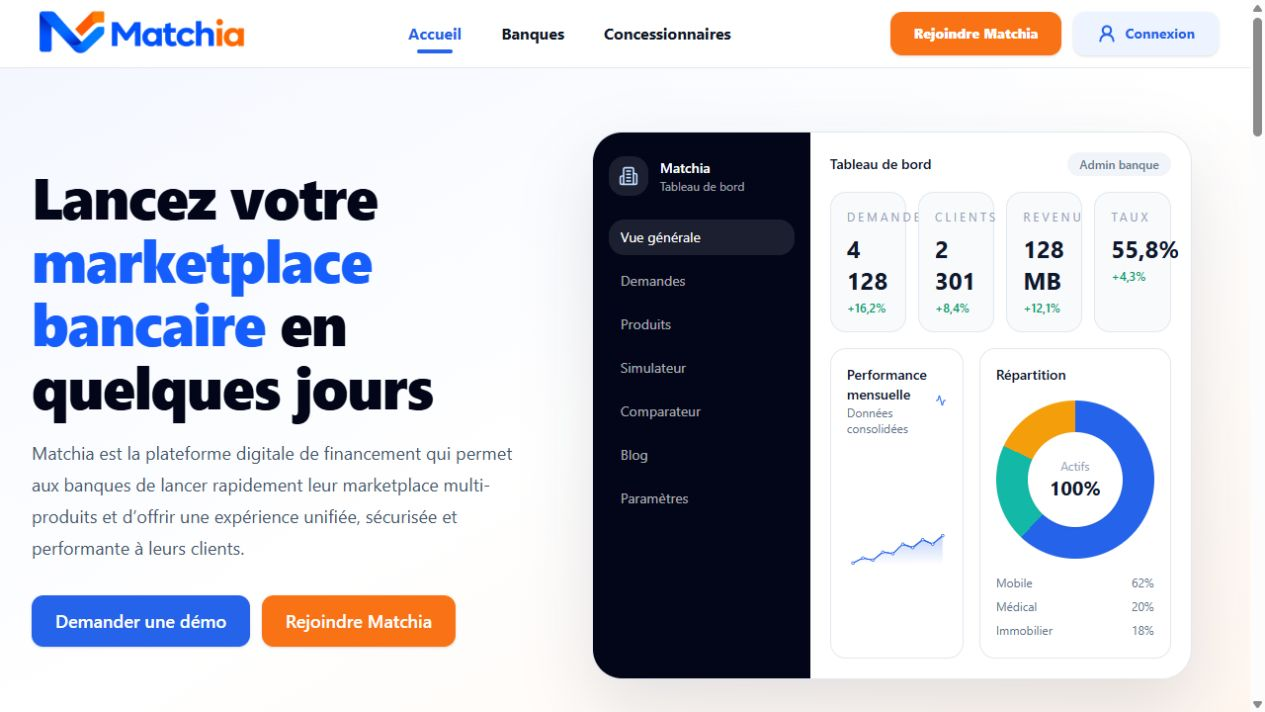 Matchia
Accueil
Banques
Concessionnaires
Rejoindre Matchia
Connexion
Lancez votre
marketplace
bancaire en
quelques jours
Matchia est la plateforme digitale de financement qui permet
aux banques de lancer rapidement leur marketplace multi-
produits et d’offrir une expérience unifiée, sécurisée et
performante à leurs clients.
Demander une démo
Rejoindre Matchia
Matchia
Tableau de bord
Vue générale
Demandes
Produits
Simulateur
Comparateur
Blog
Paramètres
Tableau de bord
Admin banque
DEMANDE
4
128
+16,2%
CLIENTS
2
301
+8,4%
REVENU
128
MB
+12,1%
TAUX
55,8%
+4,3%
Performance
mensuelle
Données
consolidées
Répartition
Actifs
100%
Mobile 62%
Médical 20%
Immobilier 18%